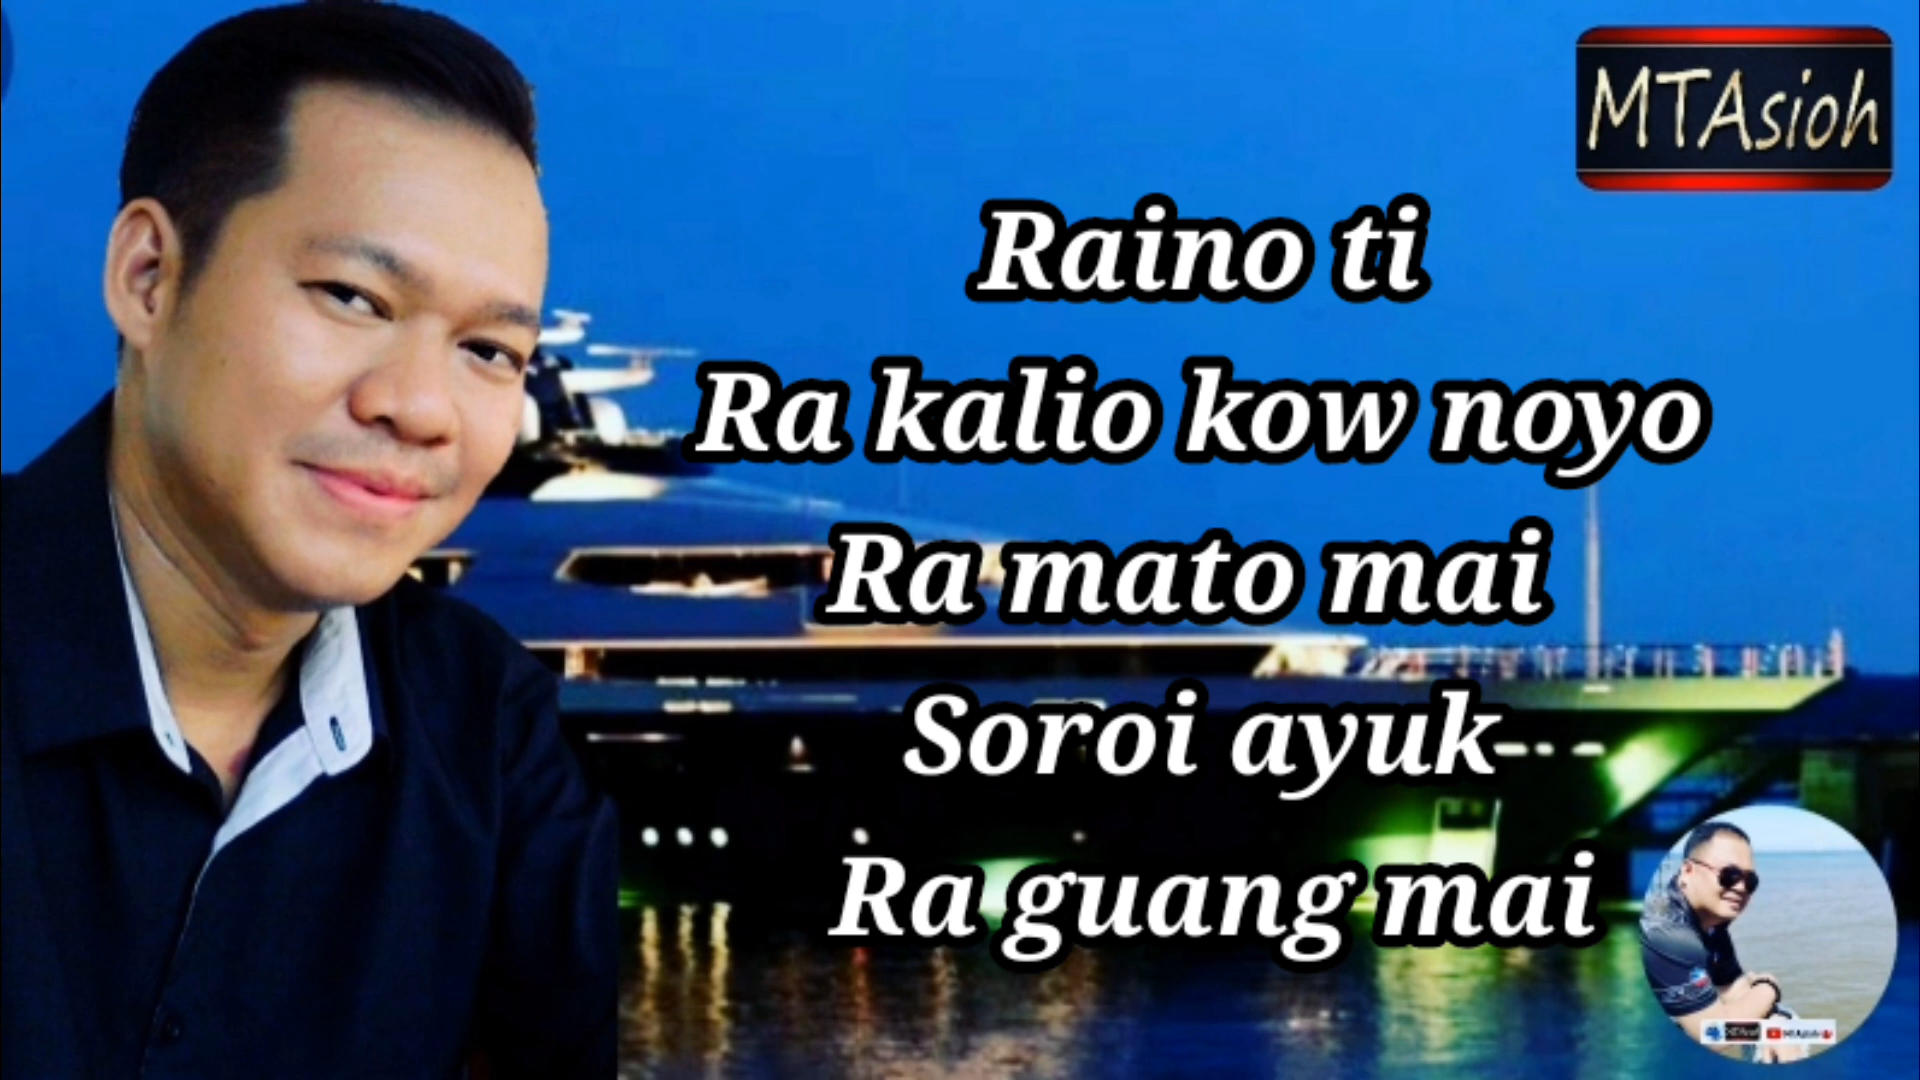 MTAsioh
Raino ti
Ra kalio kow noyo
Ra mato mai
Soroi ayuk
Ra guang mai